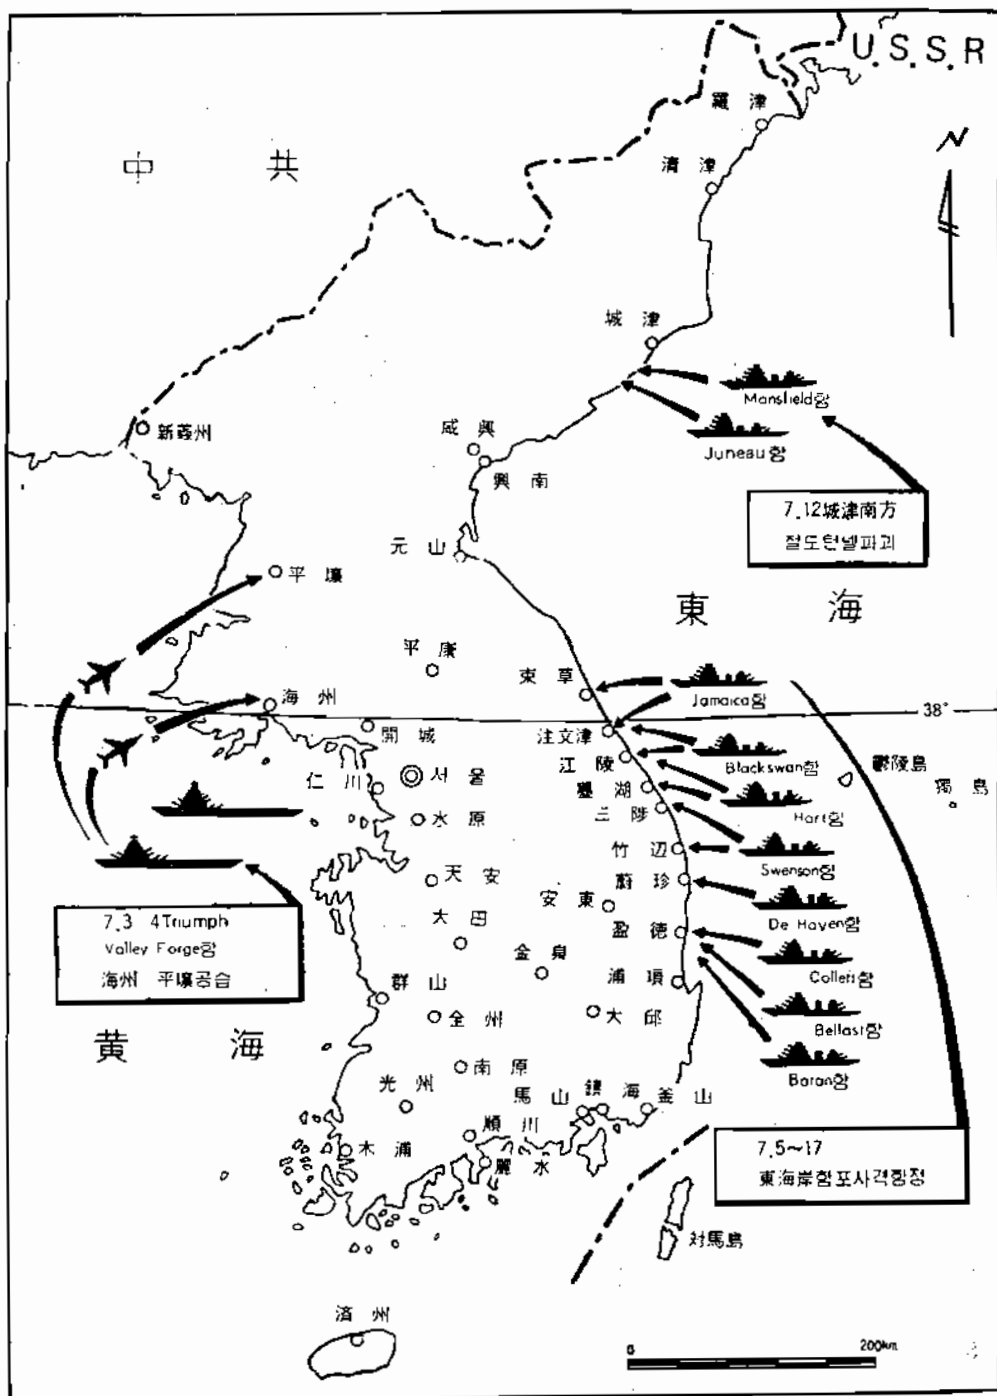 U.S.S.R
羅津
中共
清津
N
城津
Mansfield함
Juneau함
新義州
咸興
興南
7.12城津南方
철도턴넬파괴
元山
平壤
東海
平康
束草
Jamaica함
海州
38°
開城
注文津
Blackswan함
江陵
鬱陵島
仁川
서울
墨湖
獨島
Hart함
水原
三陟
竹辺
Swenson함
天安
蔚珍
安東
De Haven함
大田
盈徳
7.3 4Triumph
Valley Forge함
海州 平壤공습
金泉
Collett함
浦項
群山
全州
大邱
Belfast함
黄海
南原
Bataan함
光州
馬山
鎮海
釜山
順川
木浦
麗水
7.5~17
東海岸함포사격함정
対馬島
済州
0
200km